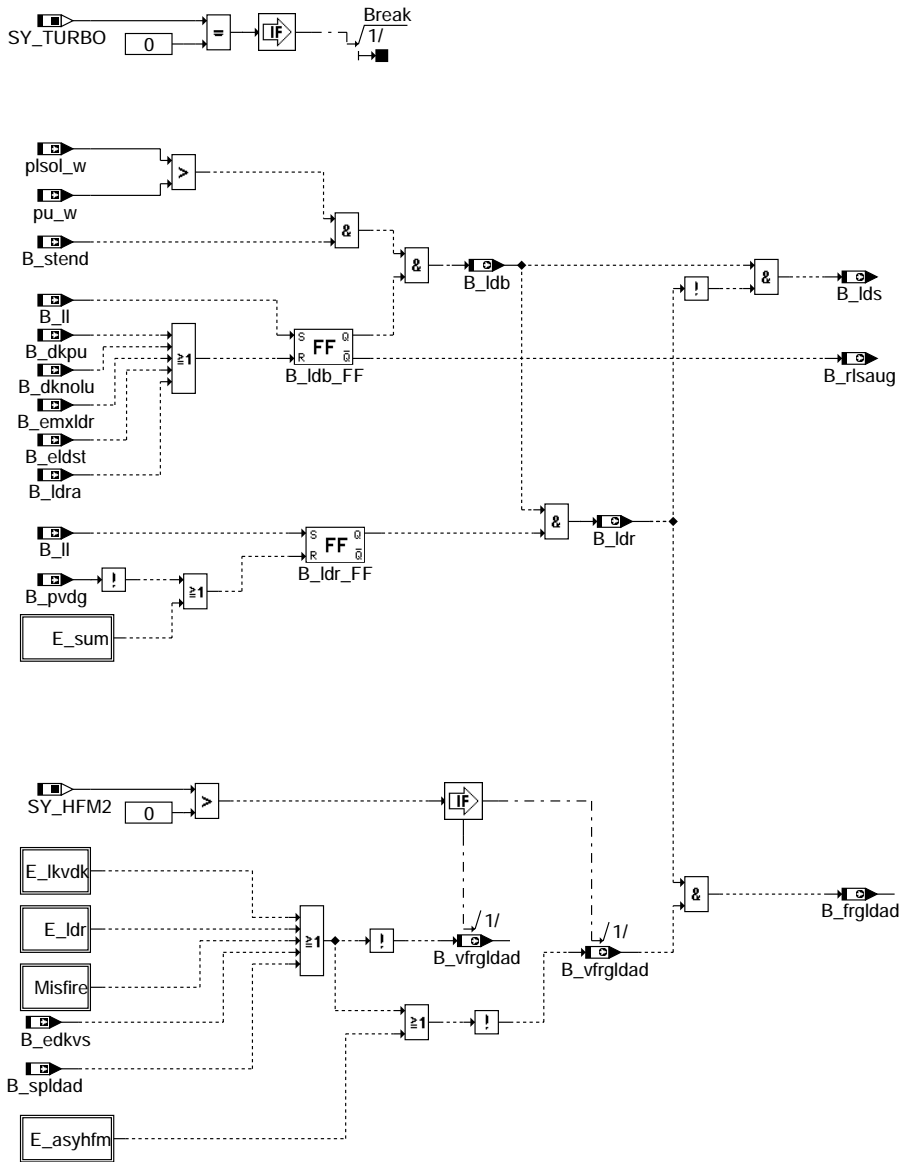 Break
1/
SY_TURBO
=
IF
0
plsol_w
>
pu_w
&
B_stend
&
B_ldb
&
!
B_lds
B_ll
S Q
FF
R Q̅
B_ldb_FF
B_dkpu
≧1
B_dknolu
B_rlsaug
B_emxldr
B_eldst
B_ldra
&
B_ldr
B_ll
S Q
FF
R Q̅
B_ldr_FF
B_pvdg
!
≧1
E_sum
SY_HFM2
>
IF
0
E_lkvdk
&
B_frgldad
E_ldr
≧1
!
1/
B_vfrgldad
1/
B_vfrgldad
Misfire
B_edkvs
≧1
!
B_spldad
E_asyhfm